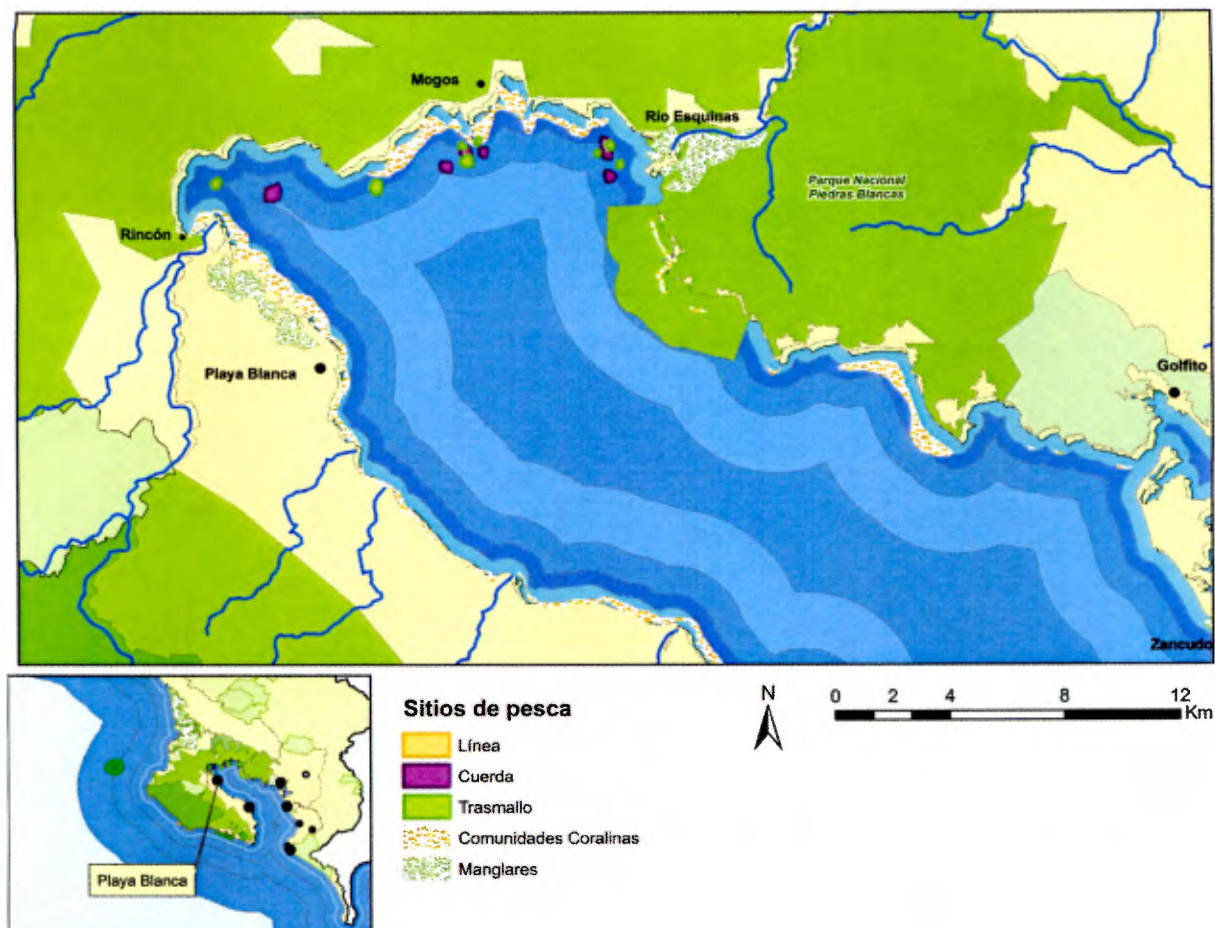 Mogos
Río Esquinas
Parque Nacional
Piedras Blancas
Rincón
Playa Blanca
Golfito
Zancudo
Playa Blanca
Sitios de pesca
Línea
Cuerda
Trasmallo
Comunidades Coralinas
Manglares
N
0 2 4 8 12
Km